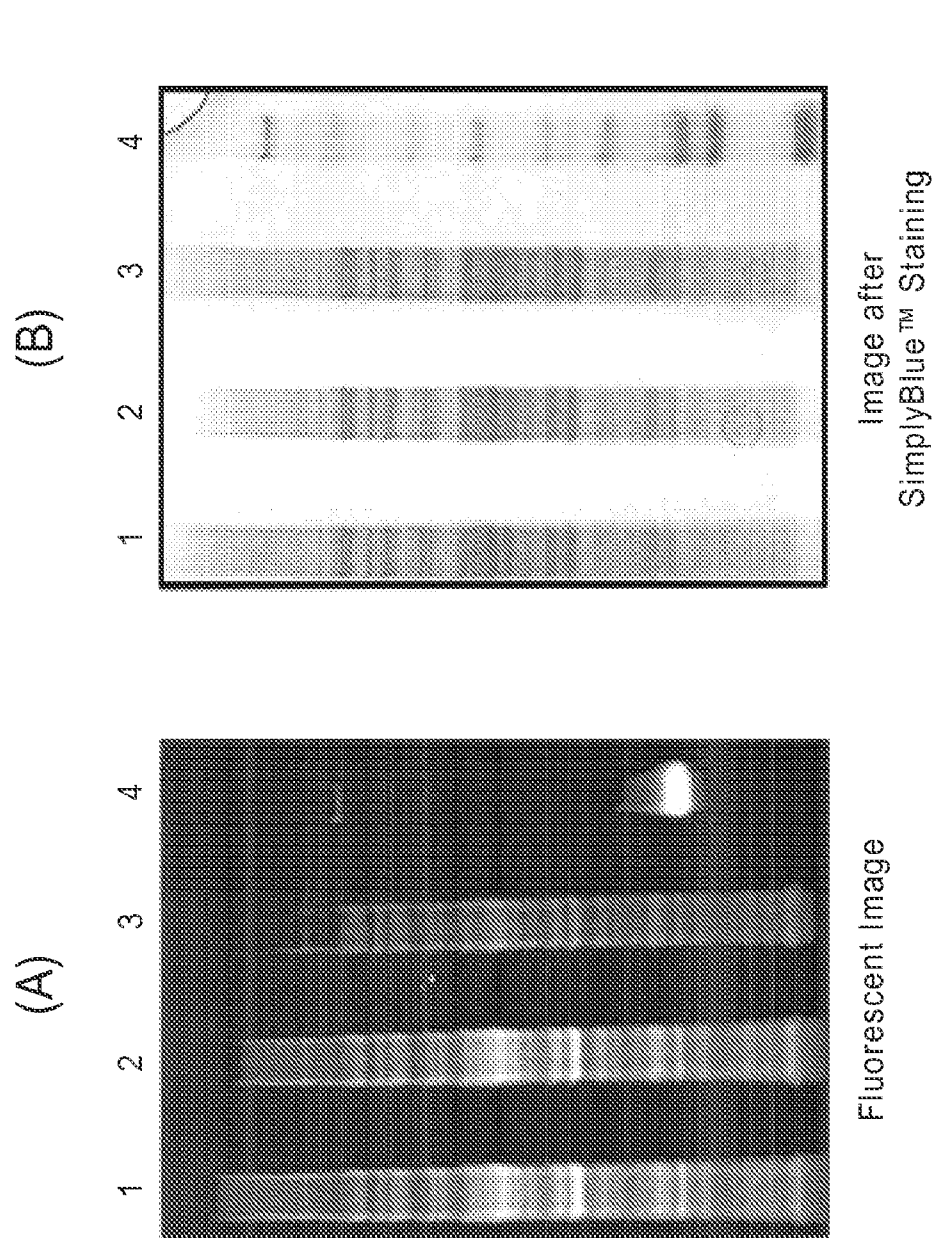 (A)
1 2 3 4
Fluorescent Image
(B)
1 2 3 4
Image after
SimplyBlue™ Staining